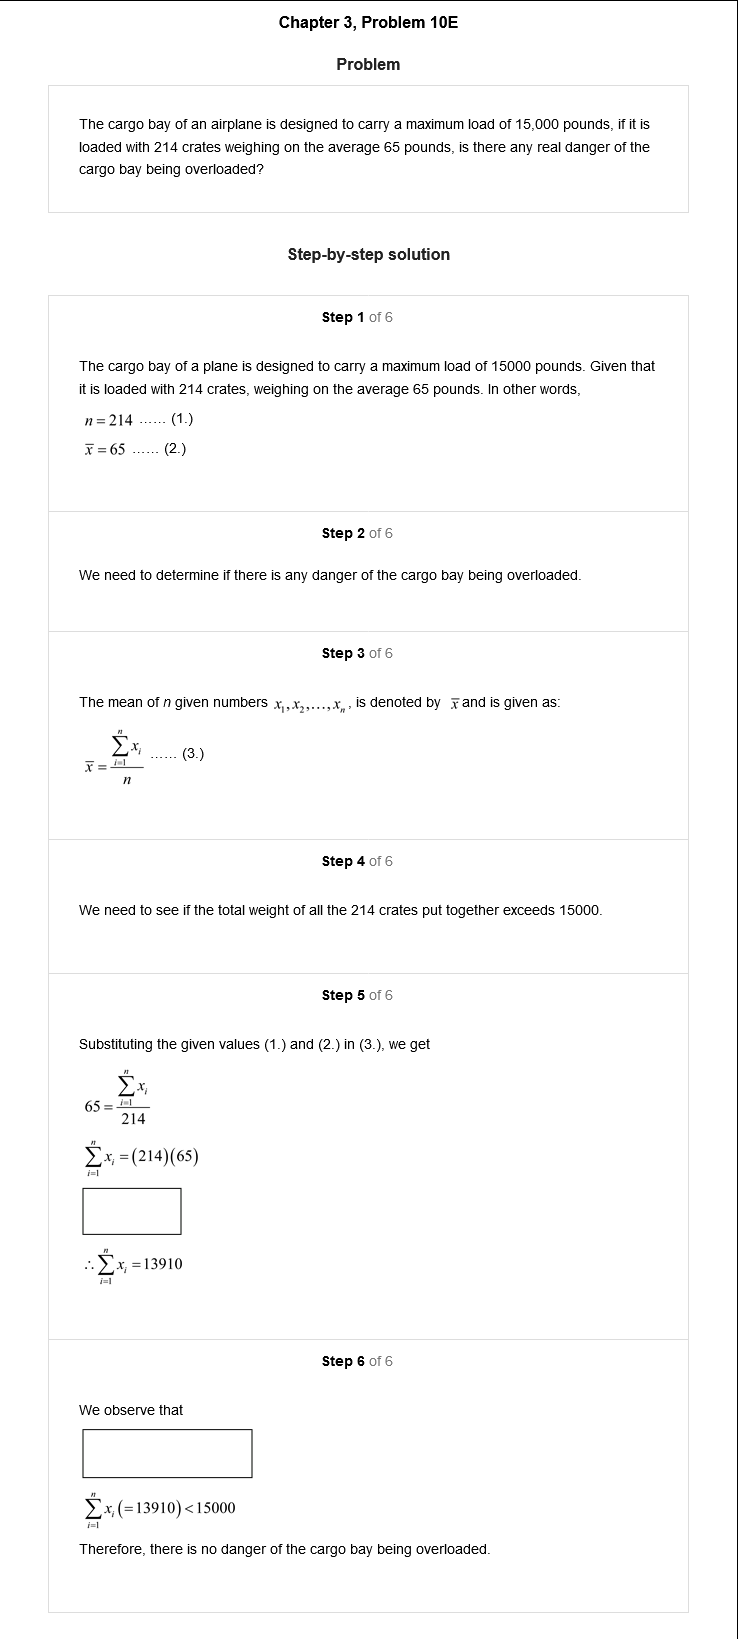 Chapter 3, Problem 10E
Problem
The cargo bay of an airplane is designed to carry a maximum load of 15,000 pounds, if it is
loaded with 214 crates weighing on the average 65 pounds, is there any real danger of the
cargo bay being overloaded?
Step-by-step solution
Step 1 of 6
The cargo bay of a plane is designed to carry a maximum load of 15000 pounds. Given that
it is loaded with 214 crates, weighing on the average 65 pounds. In other words,
n = 214 …… (1.)
x̅ = 65 …… (2.)
Step 2 of 6
We need to determine if there is any danger of the cargo bay being overloaded.
Step 3 of 6
The mean of n given numbers x₁, x₂,…, xₙ, is denoted by x̅ and is given as:
x̅ = \frac{\sum_{i=1}^{n} x_i}{n} …… (3.)
Step 4 of 6
We need to see if the total weight of all the 214 crates put together exceeds 15000.
Step 5 of 6
Substituting the given values (1.) and (2.) in (3.), we get
65 = \frac{\sum_{i=1}^{n} x_i}{214}
\sum_{i=1}^{n} x_i = (214)(65)
∴ \sum_{i=1}^{n} x_i = 13910
Step 6 of 6
We observe that
\sum_{i=1}^{n} x_i (= 13910) < 15000
Therefore, there is no danger of the cargo bay being overloaded.